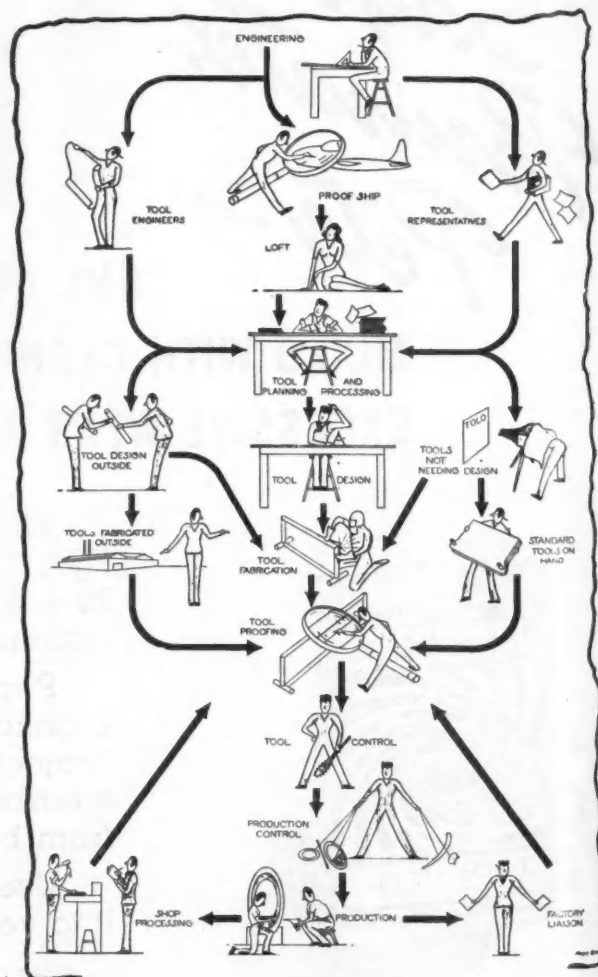 ENGINEERING
TOOL
ENGINEERS
PROOF SHIP
TOOL
REPRESENTATIVES
LOFT
TOOL AND
PLANNING PROCESSING
TOOL DESIGN
OUTSIDE
TOOL DESIGN
TOLO
TOOLS
NOT
NEEDING DESIGN
TOOLS FABRICATED
OUTSIDE
TOOL
FABRICATION
STANDARD
TOOLS ON
HAND
TOOL
PROOFING
TOOL CONTROL
PRODUCTION
CONTROL
SHOP
PROCESSING
PRODUCTION
FACTORY
LIAISON